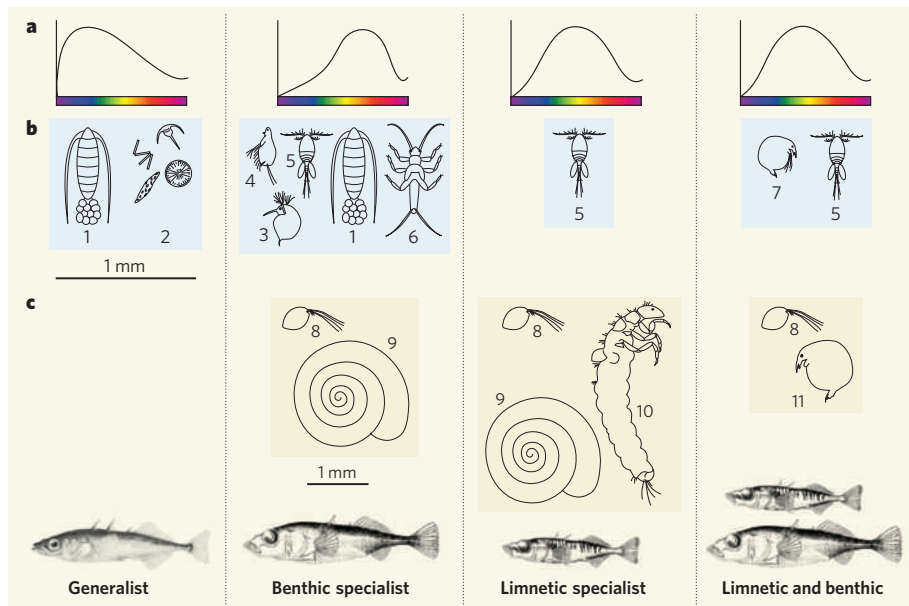 a
b
1
2
3
4
5
1
6
5
7
5
1 mm
c
8
9
8
9
10
8
11
1 mm
Generalist
Benthic specialist
Limnetic specialist
Limnetic and benthic